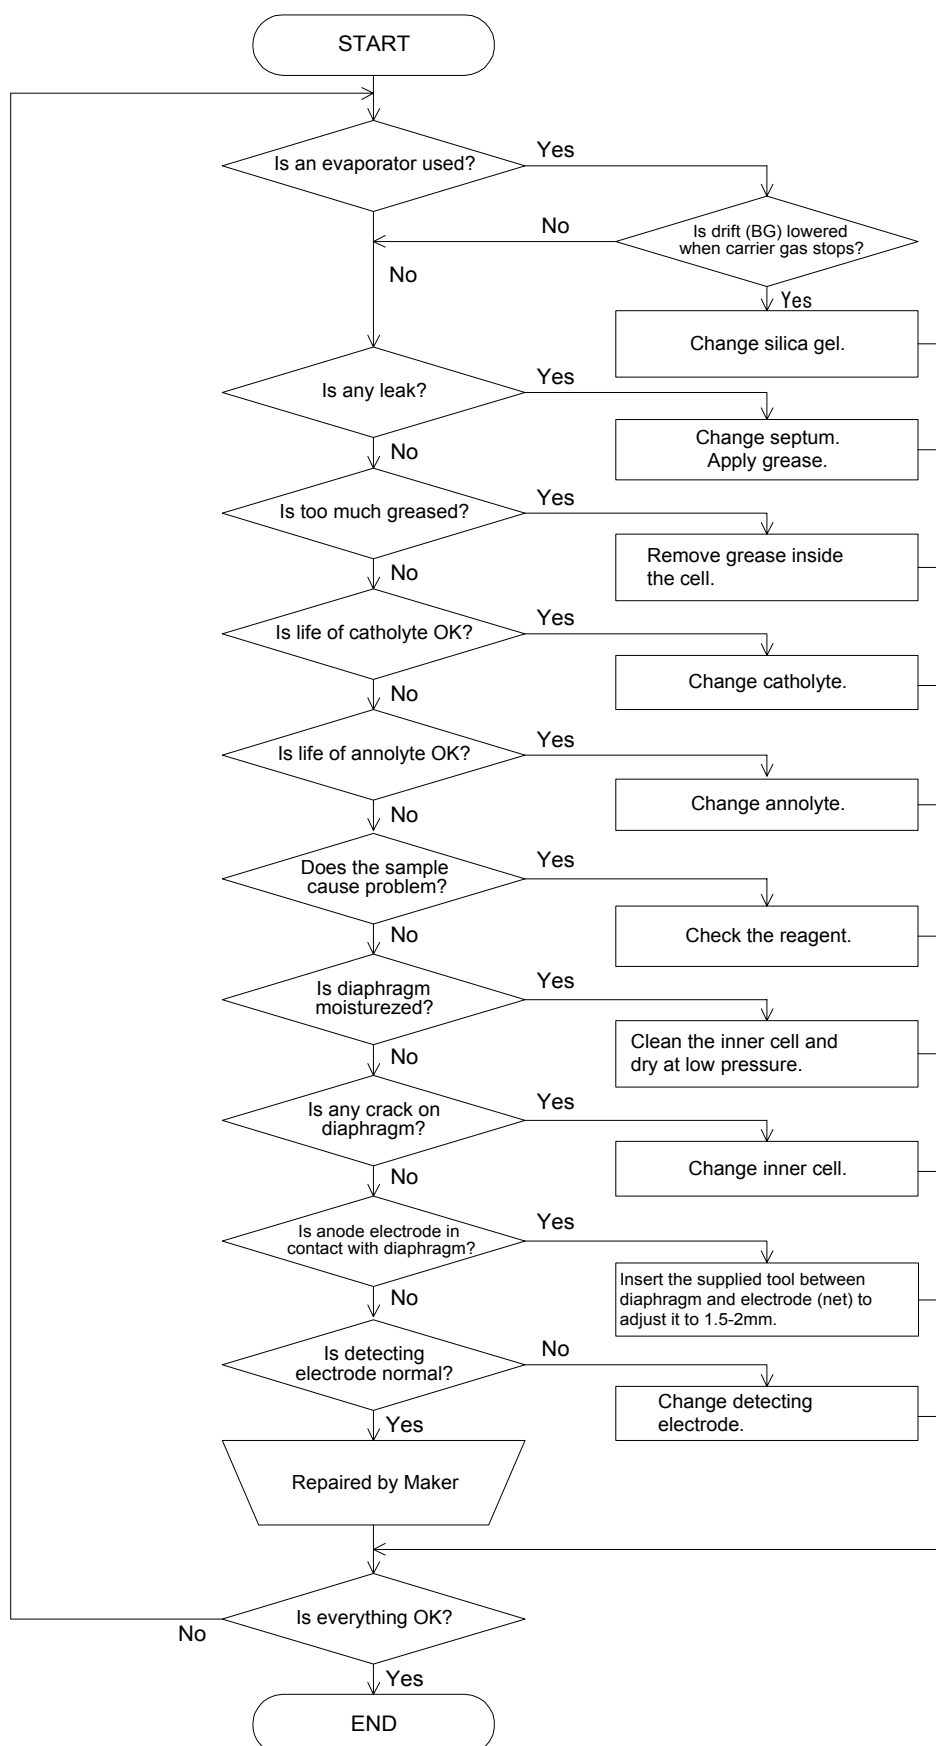 START
Is an evaporator used?
Yes
Is drift (BG) lowered
when carrier gas stops?
No
No
Yes
Change silica gel.
Is any leak?
Yes
Change septum.
Apply grease.
No
Is too much greased?
Yes
Remove grease inside
the cell.
No
Is life of catholyte OK?
Yes
Change catholyte.
No
Is life of annolyte OK?
Yes
Change annolyte.
No
Does the sample
cause problem?
Yes
Check the reagent.
No
Is diaphragm
moisturezed?
Yes
Clean the inner cell and
dry at low pressure.
No
Is any crack on
diaphragm?
Yes
Change inner cell.
No
Is anode electrode in
contact with diaphragm?
Yes
Insert the supplied tool between
diaphragm and electrode (net) to
adjust it to 1.5-2mm.
No
Is detecting
electrode normal?
No
Change detecting
electrode.
Yes
Repaired by Maker
Is everything OK?
No
Yes
END